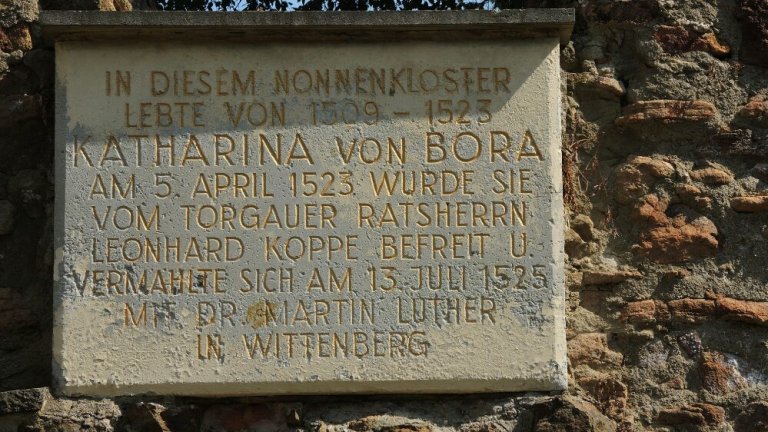 IN DIESEM NONNENKLOSTER
LEBTE VON 1509 – 1523
KATHARINA VON BORA
AM 5. APRIL 1523 WURDE SIE
VOM TORGAUER RATSHERRN
LEONHARD KOPPE BEFREIT U.
VERMÄHLTE SICH AM 13. JULI 1525
MIT DR. MARTIN LUTHER
IN WITTENBERG